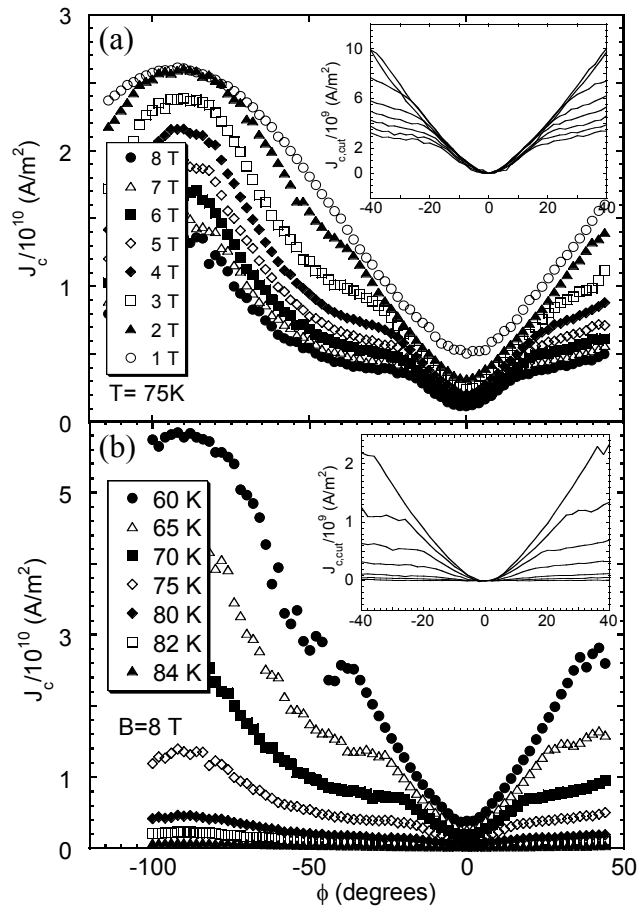 (a)
3
2
1
0
J_c/10^10 (A/m^2)
8 T
7 T
6 T
5 T
4 T
3 T
2 T
1 T
T= 75K
10
6
2
0
J_c,cut/10^9 (A/m^2)
-40 -20 0 20 40
(b)
5
3
1
0
J_c/10^10 (A/m^2)
60 K
65 K
70 K
75 K
80 K
82 K
84 K
B=8 T
2
1
0
J_c,cut/10^9 (A/m^2)
-40 -20 0 20 40
-100 -50 0 50
ϕ (degrees)